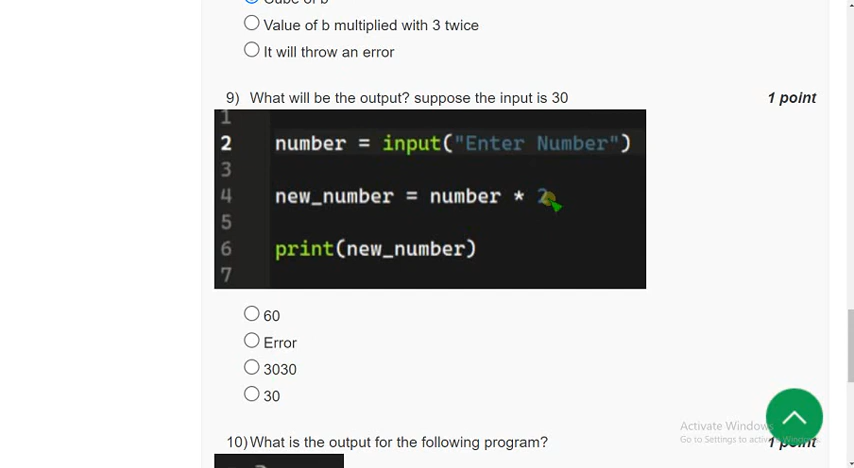 Value of b multiplied with 3 twice
It will throw an error
9) What will be the output? suppose the input is 30
1 point
1
2 number = input("Enter Number")
3
4 new_number = number * 2
5
6 print(new_number)
7
60
Error
3030
30
Activate Windows
Go to Settings to
10) What is the output for the following program?
1 point